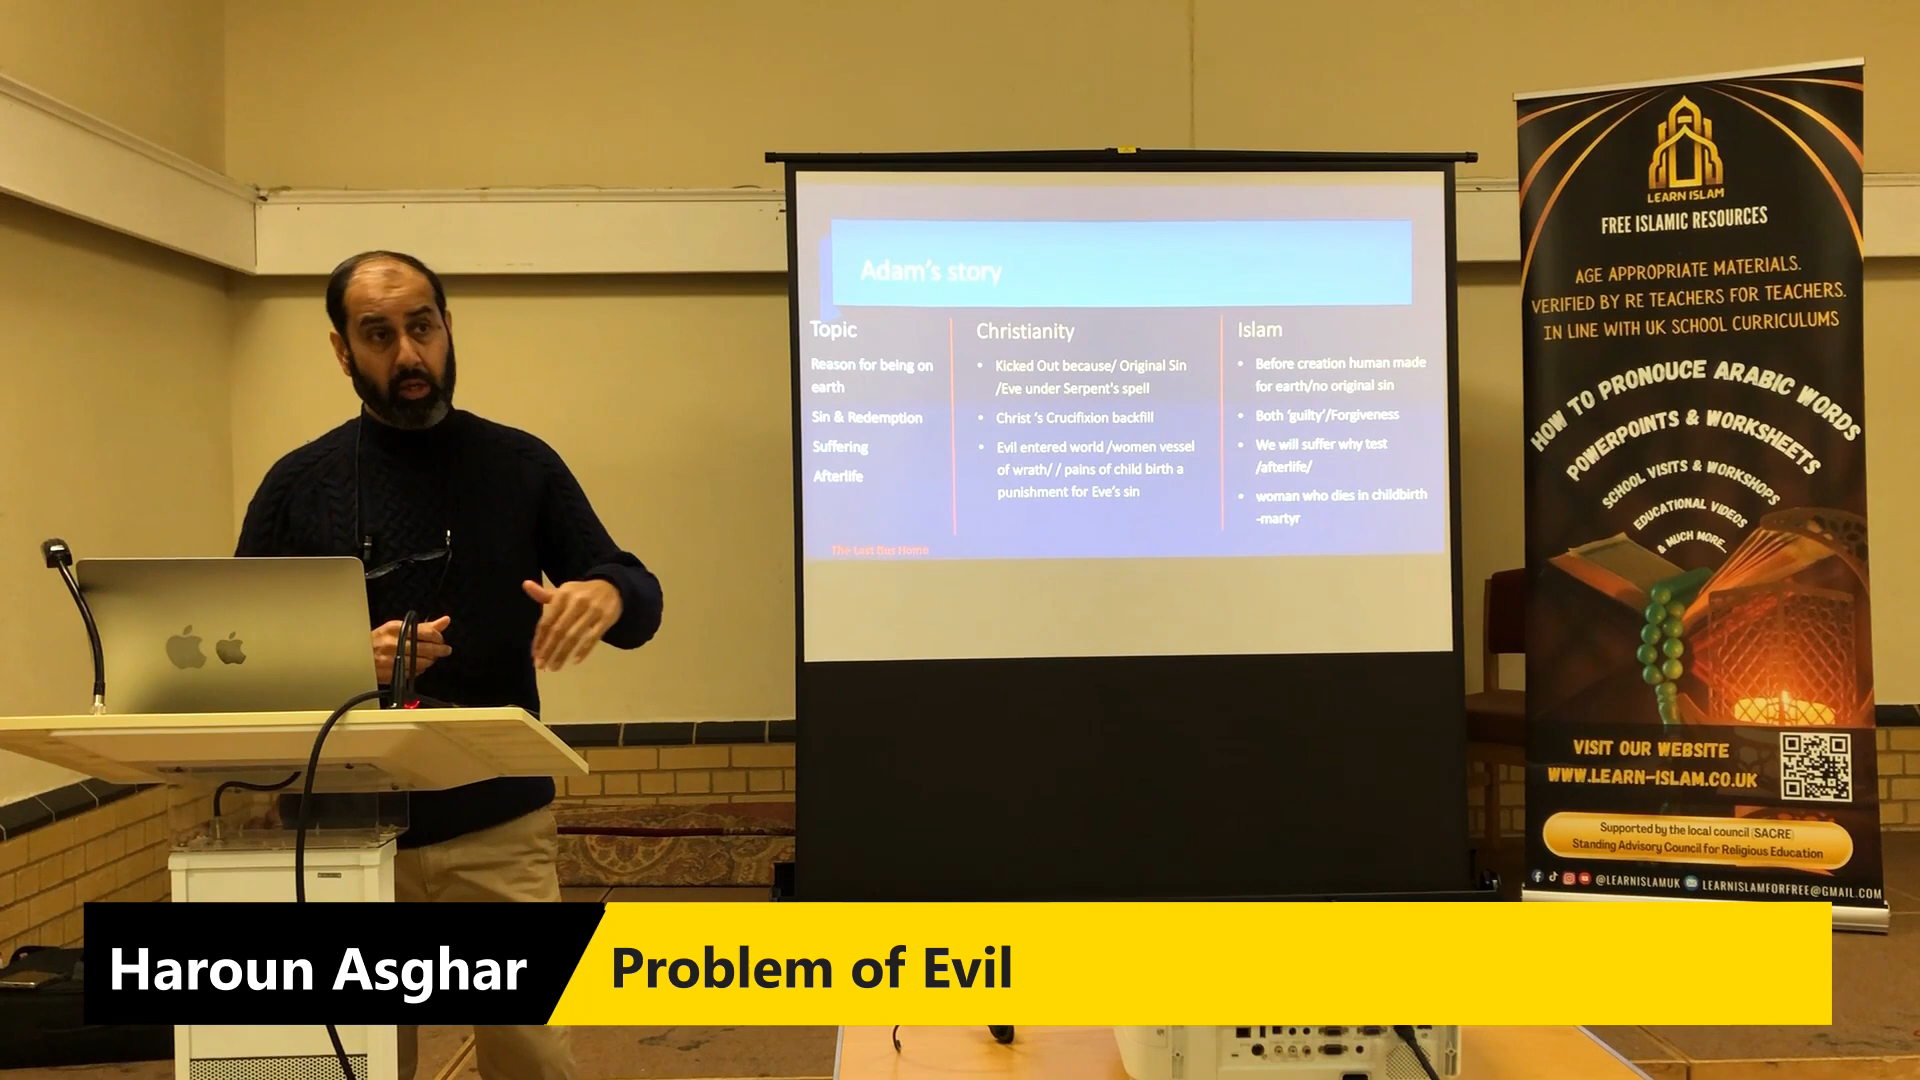 Adam's story
Topic
Reason for being on
earth
Sin & Redemption
Suffering
Afterlife
Christianity
• Kicked Out because/ Original Sin
/Eve under Serpent's spell
• Christ 's Crucifixion backfill
• Evil entered world /women vessel
of wrath/ / pains of child birth a
punishment for Eve's sin
Islam
• Before creation human made
for earth/no original sin
• Both 'guilty'/Forgiveness
• We will suffer why test
/afterlife/
• woman who dies in childbirth
-martyr
The Last Bus Home
LEARN ISLAM
FREE ISLAMIC RESOURCES
AGE APPROPRIATE MATERIALS.
VERIFIED BY RE TEACHERS FOR TEACHERS.
IN LINE WITH UK SCHOOL CURRICULUMS
HOW TO PRONOUCE ARABIC WORDS
POWERPOINTS & WORKSHEETS
SCHOOL VISITS & WORKSHOPS
EDUCATIONAL VIDEOS
& MUCH MORE...
VISIT OUR WEBSITE
WWW.LEARN-ISLAM.CO.UK
Supported by the local council (SACRE)
Standing Advisory Council for Religious Education
@LEARNISLAMUK LEARNISLAMFORFREE@GMAIL.COM
Haroun Asghar
Problem of Evil